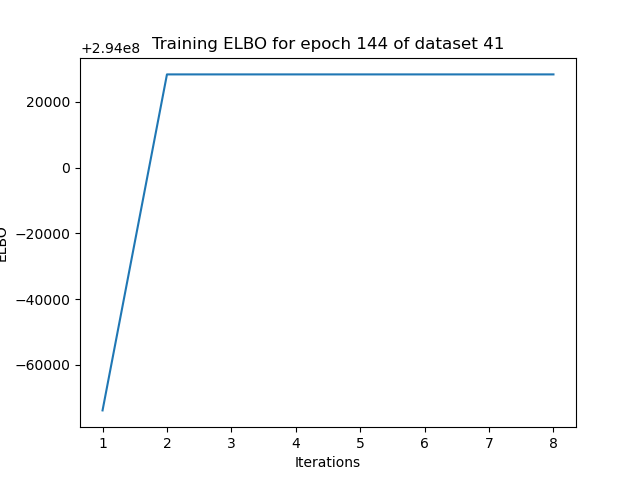 +2.94e8
Training ELBO for epoch 144 of dataset 41
20000
0
−20000
−40000
−60000
ELBO
1 2 3 4 5 6 7 8
Iterations